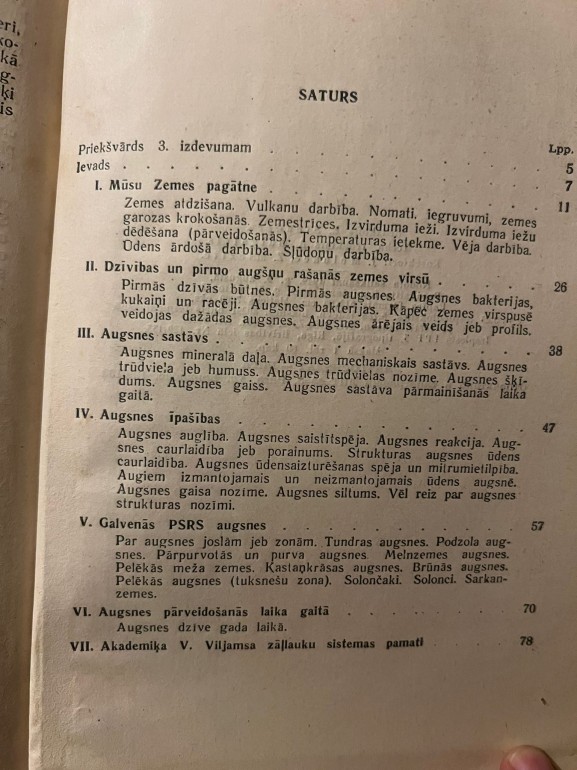 eri,
ko-
kā
g-
ķi
is
SATURS
Lpp.
Priekšvārds 3. izdevumam . . . . . . . 5
Ievads . . . . . . . . . . . . 7
I. Mūsu Zemes pagātne . . . . . . . . 11
Zemes atdzišana. Vulkanu darbība. Nomati, iegruvumi, zemes
garozas krokošanās. Zemestrīces. Izvirduma ieži. Izvirduma iežu
dēdēšana (pārveidošanās). Temperaturas ietekme. Vēja darbība.
Ūdens ārdošā darbība. Šļūdoņu darbība.
II. Dzīvības un pirmo augšņu rašanās zemes virsū . . . . . 26
Pirmās dzīvās būtnes. Pirmās augsnes. Augsnes bakterijas,
kukaiņi un racēji. Augsnes bakterijas. Kāpēc zemes virspusē
veidojas dažādas augsnes. Augsnes ārējais veids jeb profils.
III. Augsnes sastāvs . . . . . . . . . 38
Augsnes minerālā daļa. Augsnes mechaniskais sastāvs. Augsnes
trūdviela jeb humuss. Augsnes trūdvielas nozīme. Augsnes šķī-
dums. Augsnes gaiss. Augsnes sastāva pārmainīšanās laika
gaitā.
IV. Augsnes īpašības . . . . . . . . . 47
Augsnes auglība. Augsnes saistītspēja. Augsnes reakcija. Aug-
snes caurlaidība jeb porainums. Strukturas augsnes ūdens
caurlaidība. Augsnes ūdensaizturēšanas spēja un mitrumietilpība.
Augiem izmantojamais un neizmantojamais ūdens augsnē.
Augsnes gaisa nozīme. Augsnes siltums. Vēl reiz par augsnes
strukturas nozīmi.
V. Galvenās PSRS augsnes . . . . . . . . 57
Par augsnes joslām jeb zonām. Tundras augsnes. Podzola aug-
snes. Pārpurvotās un purva augsnes Melnzemes augsnes.
Pelēkās meža zemes. Kastaņkrāsas augsnes. Brūnās augsnes.
Pelēkās augsnes (tuksnešu zona). Solončaki. Solonci. Sarkan-
zemes.
VI. Augsnes pārveidošanās laika gaitā . . . . . . 70
Augsnes dzīve gada laikā.
VII. Akademiķa V. Viljamsa zāļlauku sistemas pamati . . . . 78